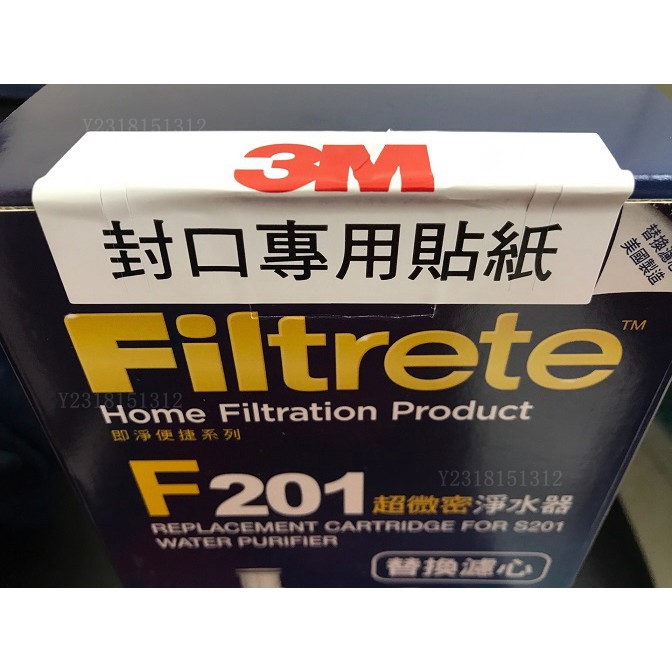 Y2318151312
3M
封口專用貼紙
替換濾心
美國製造
Filtrete™
Y2318151312
Home Filtration Product
即淨便捷系列
Y2318151312
F201 超微密淨水器
REPLACEMENT CARTRIDGE FOR S201
WATER PURIFIER
替換濾心